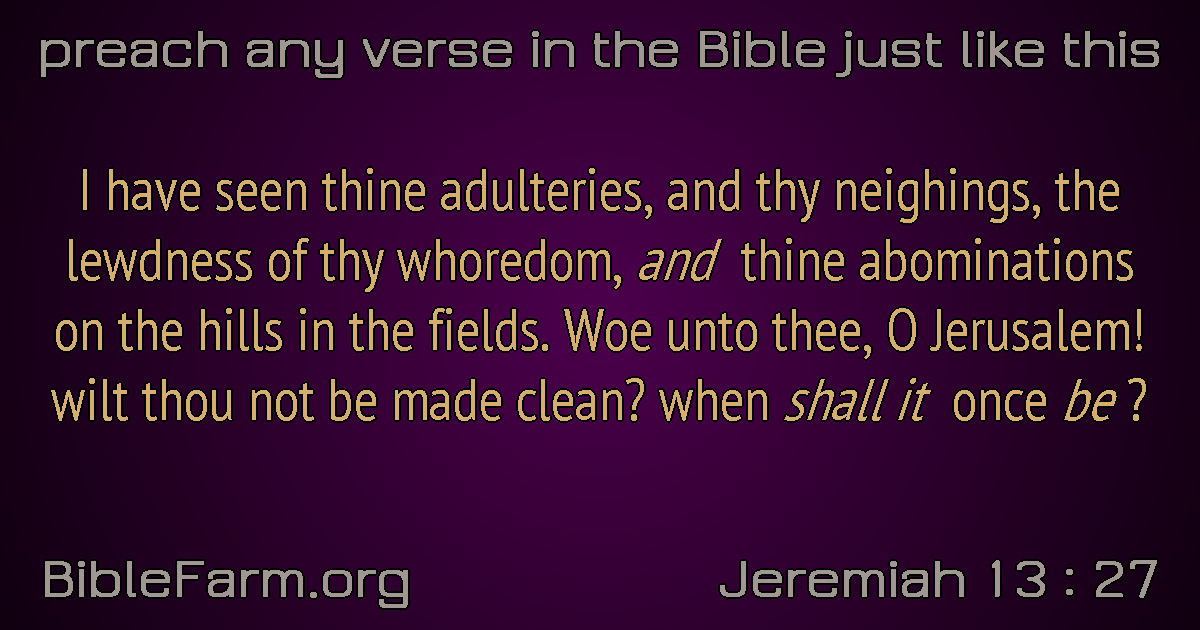 preach any verse in the Bible just like this
I have seen thine adulteries, and thy neighings, the
lewdness of thy whoredom, and thine abominations
on the hills in the fields. Woe unto thee, O Jerusalem!
wilt thou not be made clean? when shall it once be ?
BibleFarm.org
Jeremiah 13 : 27